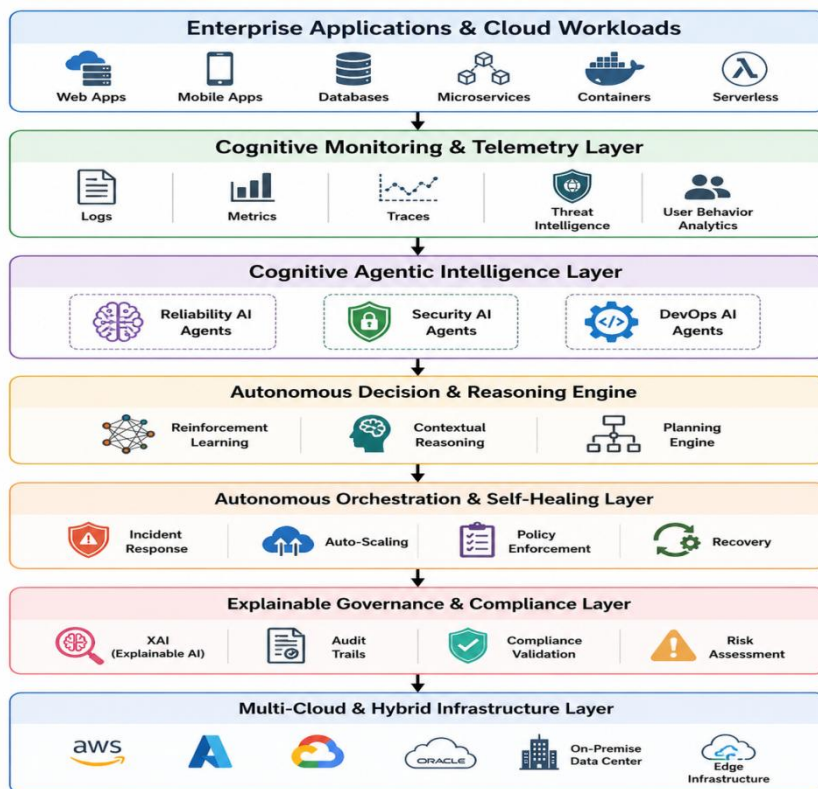 Enterprise Applications & Cloud Workloads
Web Apps
Mobile Apps
Databases
Microservices
Containers
λ
Serverless
Cognitive Monitoring & Telemetry Layer
Logs
Metrics
Traces
Threat
Intelligence
User Behavior
Analytics
Cognitive Agentic Intelligence Layer
Reliability AI
Agents
Security AI
Agents
</>
DevOps AI
Agents
Autonomous Decision & Reasoning Engine
Reinforcement
Learning
Contextual
Reasoning
Planning
Engine
Autonomous Orchestration & Self-Healing Layer
Incident
Response
Auto-Scaling
Policy
Enforcement
Recovery
Explainable Governance & Compliance Layer
XAI
(Explainable AI)
Audit
Trails
Compliance
Validation
Risk
Assessment
Multi-Cloud & Hybrid Infrastructure Layer
aws
ORACLE
On-Premise
Data Center
Edge
Infrastructure